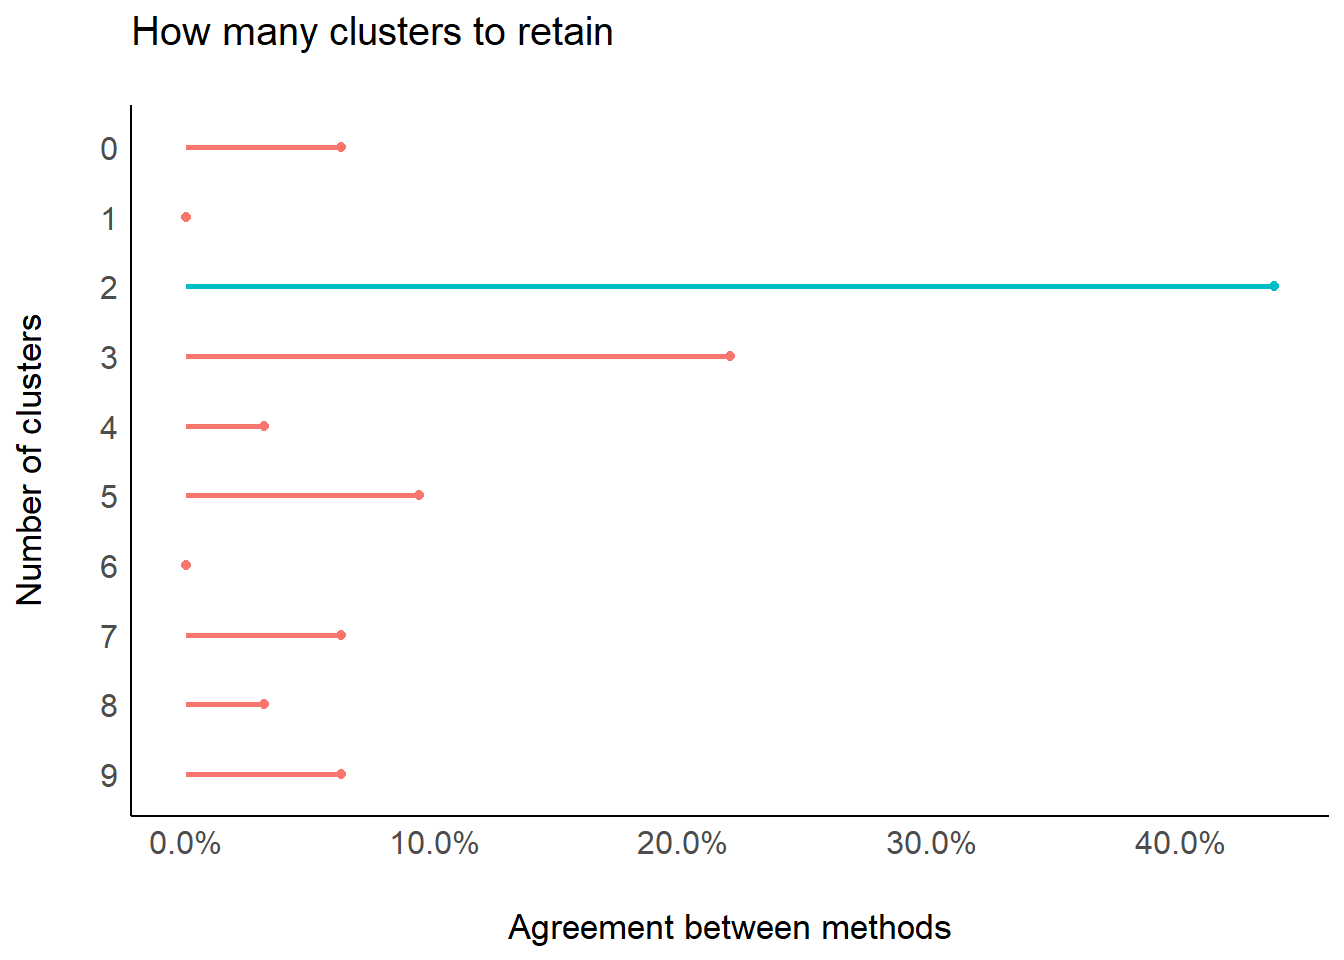 How many clusters to retain
Number of clusters
0
1
2
3
4
5
6
7
8
9
0.0% 10.0% 20.0% 30.0% 40.0%
Agreement between methods